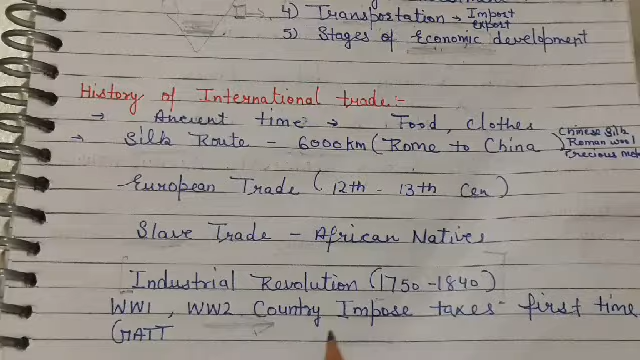 4) Transportation → Impost
export
5) Stages of Economic development
History of International trade:-
→ Ancient time → Food, clothes
→ Silk Route - 6000km (Rome to China) Chinese Silk
Roman wool
Precious
European Trade (12th - 13th Cen)
Slave Trade - African Natives
Industrial Revolution (1750-1840)
WW1, WW2 Country Impose taxes - first time
GATT